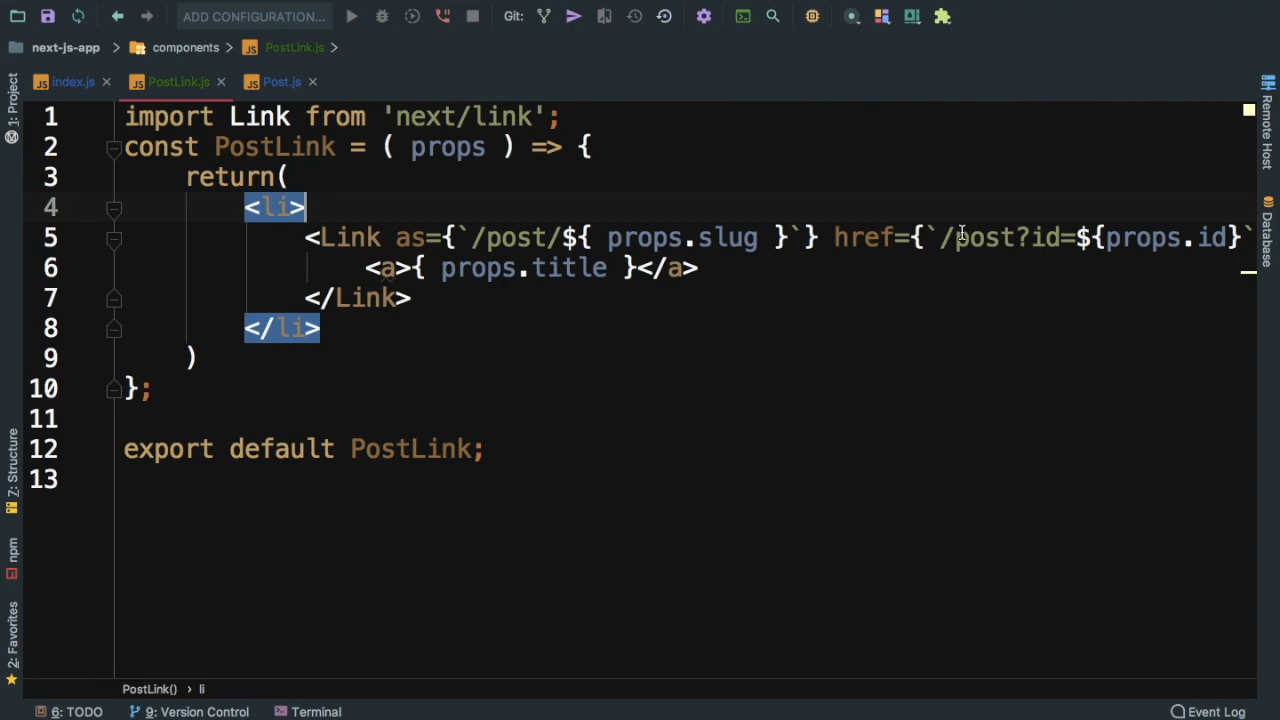 ADD CONFIGURATION...
Git:
next-js-app
components
PostLink.js
index.js
PostLink.js
Post.js
1: Project
7: Structure
npm
2: Favorites
Remote Host
Database
1 import Link from 'next/link';
2 const PostLink = ( props ) => {
3 return(
4 <li>
5 <Link as={`/post/${ props.slug }`} href={`/post?id=${props.id}`
6 <a>{ props.title }</a>
7 </Link>
8 </li>
9 )
10 };
11
12 export default PostLink;
13
PostLink() › li
6: TODO
9: Version Control
Terminal
Event Log